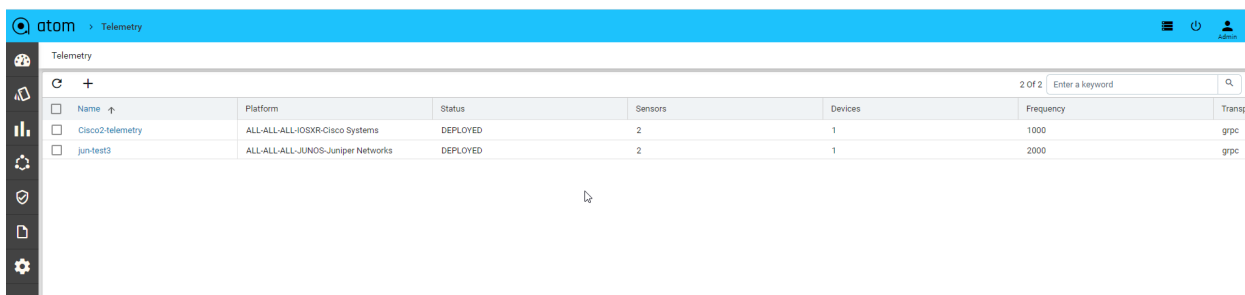 atom > Telemetry
Admin
Telemetry
2 Of 2 Enter a keyword
Name Platform Status Sensors Devices Frequency Transp
Cisco2-telemetry ALL-ALL-ALL-IOSXR-Cisco Systems DEPLOYED 2 1 1000 grpc
jun-test3 ALL-ALL-ALL-JUNOS-Juniper Networks DEPLOYED 2 1 2000 grpc